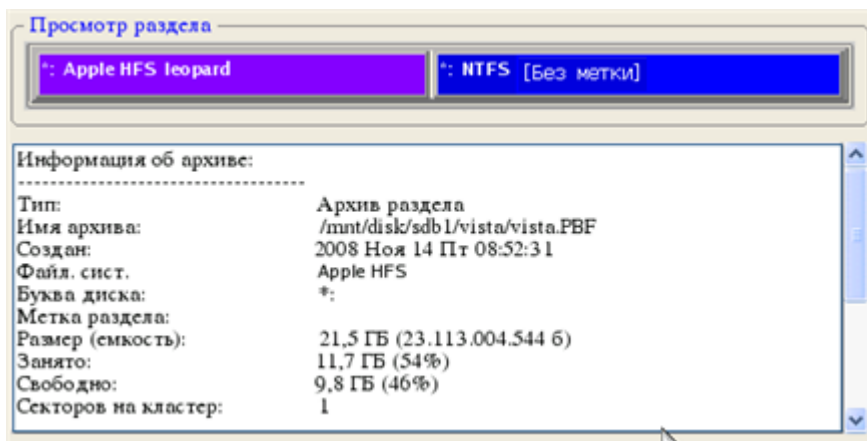 Просмотр раздела
*: Apple HFS leopard
*: NTFS [Без метки]
Информация об архиве:
------------------------------------
Тип: Архив раздела
Имя архива: /mnt/disk/sdb1/vista/vista.PBF
Создан: 2008 Ноя 14 Пт 08:52:31
Файл. сист. Apple HFS
Буква диска: *:
Метка раздела:
Размер (емкость): 21,5 ГБ (23.113.004.544 б)
Занято: 11,7 ГБ (54%)
Свободно: 9,8 ГБ (46%)
Секторов на кластер: 1